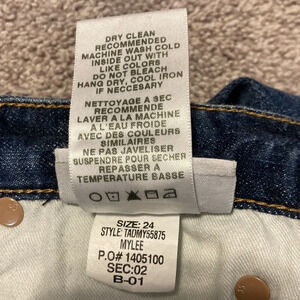 DRY CLEAN
RECOMMENDED
MACHINE WASH COLD
INSIDE OUT WITH
LIKE COLORS
DO NOT BLEACH
HANG DRY, COOL IRON
IF NECCESARY
NETTOYAGE A SEC
RECOMMANDE
LAVER A LA MACHINE
A L'EAU FROIDE
AVEC DES COULEURS
SIMILAIRES
NE PAS JAVELISER
SUSPENDRE POUR SECHER
REPASSER A
TEMPERATURE BASSE
SIZE: 24
STYLE: TAOMY55875
MYLEE
P.O# 1405100
SEC:02
B-01